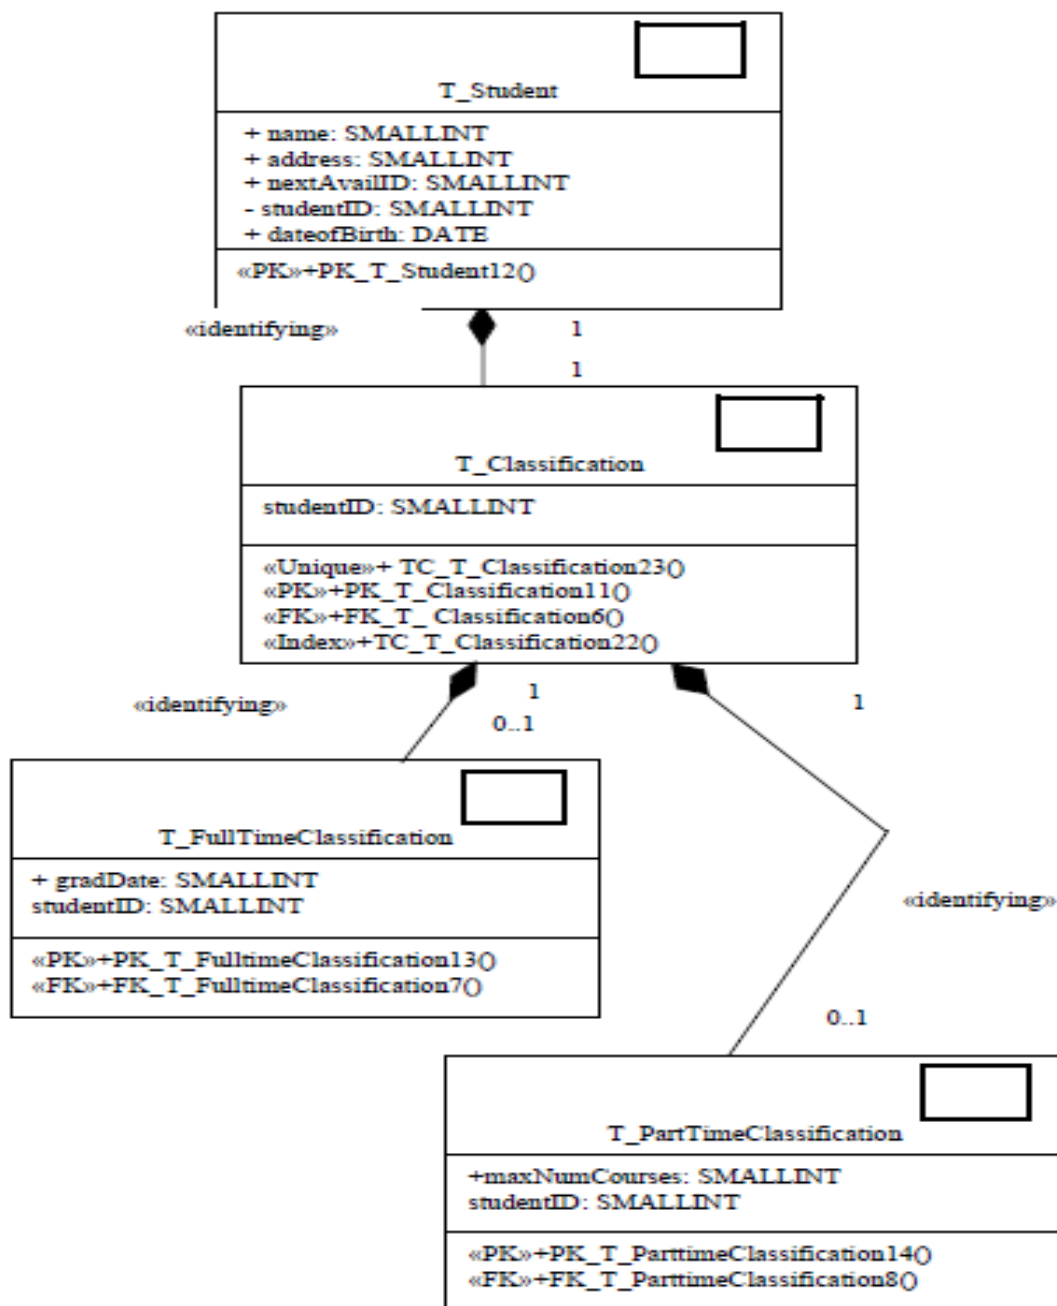 T_Student
+ name: SMALLINT
+ address: SMALLINT
+ nextAvailID: SMALLINT
- studentID: SMALLINT
+ dateofBirth: DATE
«PK»+PK_T_Student12()
«identifying»
1
1
T_Classification
studentID: SMALLINT
«Unique»+ TC_T_Classification23()
«PK»+PK_T_Classification11()
«FK»+FK_T_ Classification6()
«Index»+TC_T_Classification22()
«identifying»
1
0..1
1
T_FullTimeClassification
+ gradDate: SMALLINT
studentID: SMALLINT
«PK»+PK_T_FulltimeClassification13()
«FK»+FK_T_FulltimeClassification7()
«identifying»
0..1
T_PartTimeClassification
+maxNumCourses: SMALLINT
studentID: SMALLINT
«PK»+PK_T_ParttimeClassification14()
«FK»+FK_T_ParttimeClassification8()